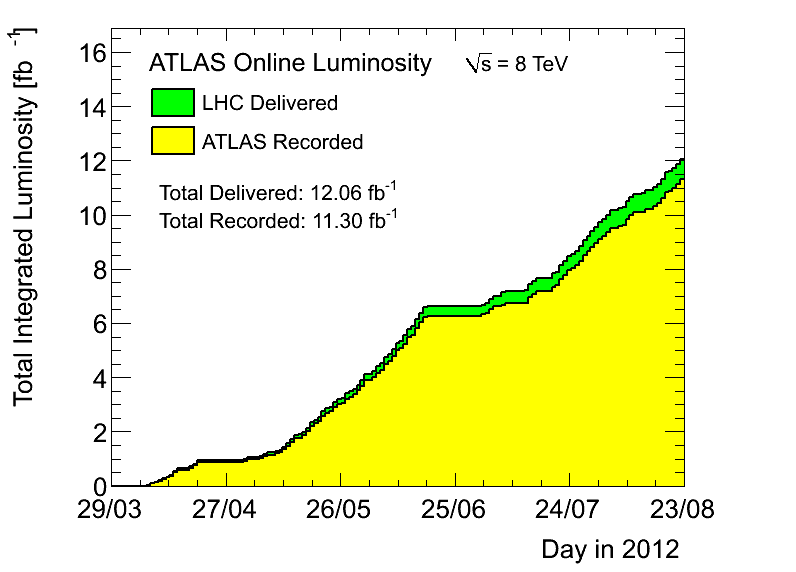 Total Integrated Luminosity [fb⁻¹]
ATLAS Online Luminosity √s = 8 TeV
LHC Delivered
ATLAS Recorded
Total Delivered: 12.06 fb⁻¹
Total Recorded: 11.30 fb⁻¹
16
14
12
10
8
6
4
2
0
29/03 27/04 26/05 25/06 24/07 23/08
Day in 2012